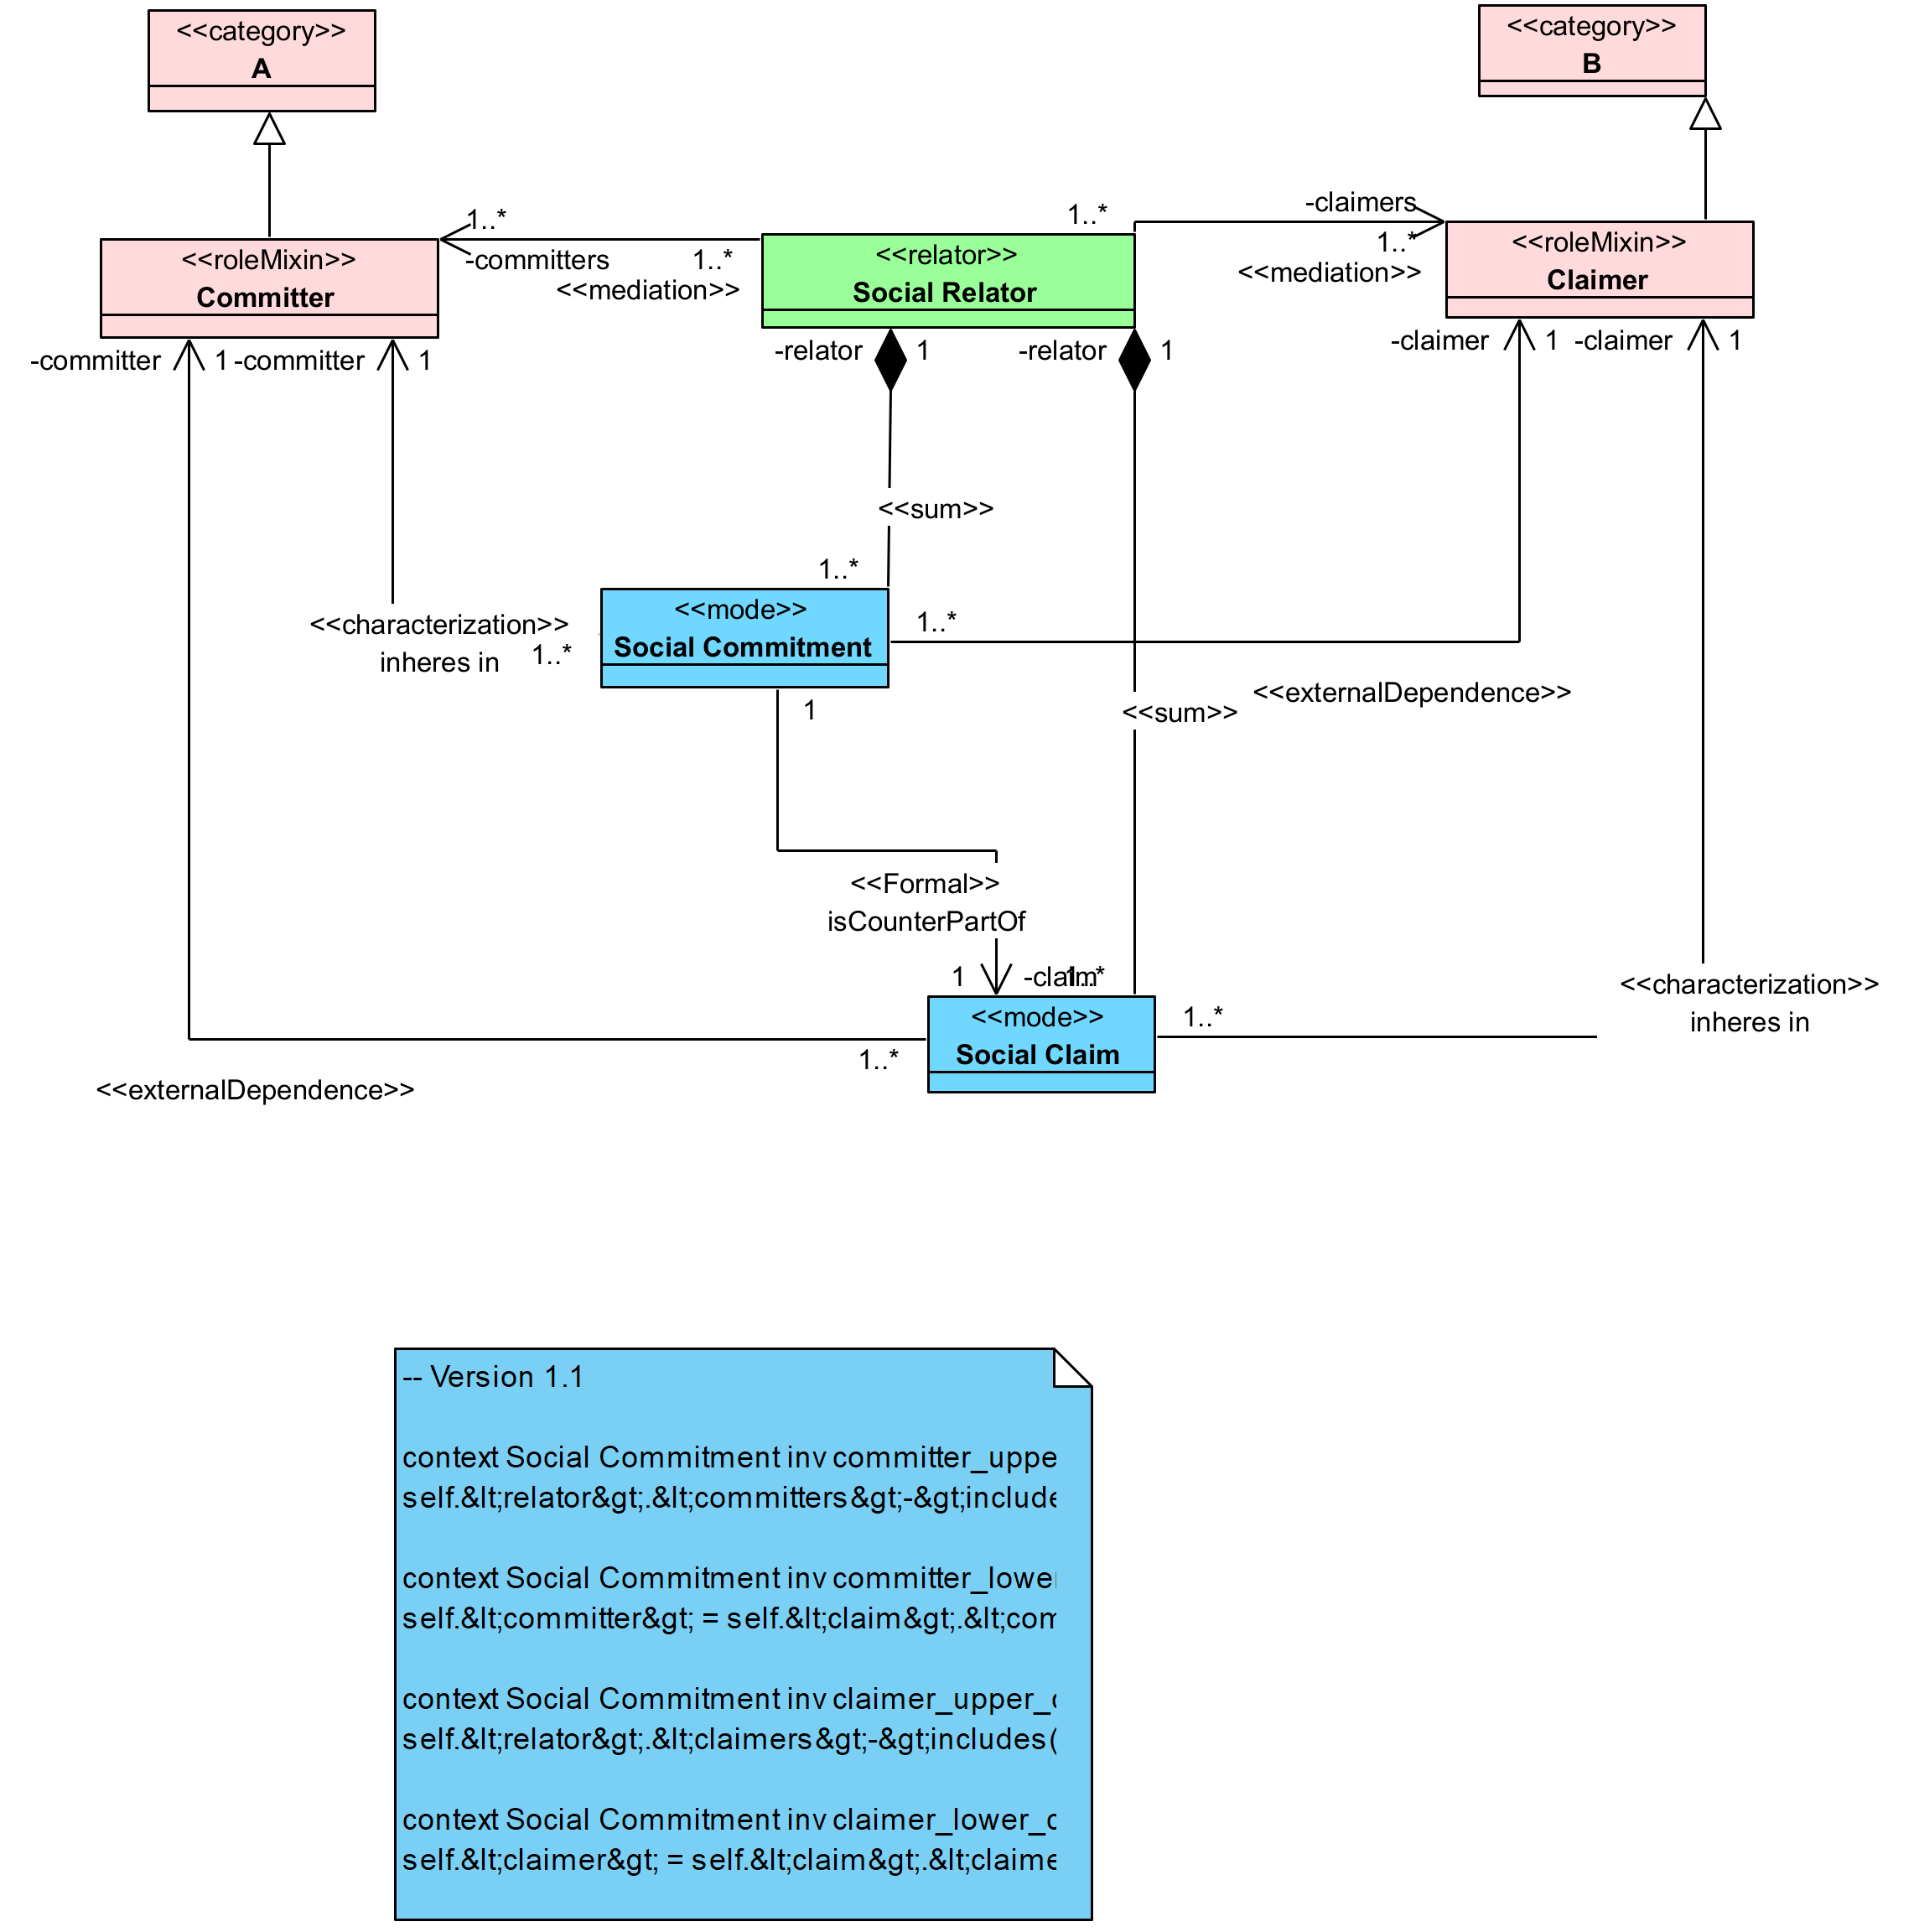 <<category>>
A
<<category>>
B
1..*
-committers
1..*
<<mediation>>
1..*
-claimers
1..*
<<mediation>>
<<roleMixin>>
Committer
<<relator>>
Social Relator
<<roleMixin>>
Claimer
-committer
1
-committer
1
-relator
1
-relator
1
-claimer
1
-claimer
1
<<sum>>
1..*
<<characterization>>
inheres in
1..*
<<mode>>
Social Commitment
1..*
1
<<sum>>
<<externalDependence>>
<<Formal>>
isCounterPartOf
1
-claim
1..*
<<characterization>>
inheres in
<<mode>>
Social Claim
1..*
1..*
<<externalDependence>>
-- Version 1.1
context Social Commitment inv committer_uppe
self.&lt;relator&gt;.&lt;committers&gt;-&gt;include
context Social Commitment inv committer_lowe
self.&lt;committer&gt; = self.&lt;claim&gt;.&lt;com
context Social Commitment inv claimer_upper_c
self.&lt;relator&gt;.&lt;claimers&gt;-&gt;includes(
context Social Commitment inv claimer_lower_c
self.&lt;claimer&gt; = self.&lt;claim&gt;.&lt;claime